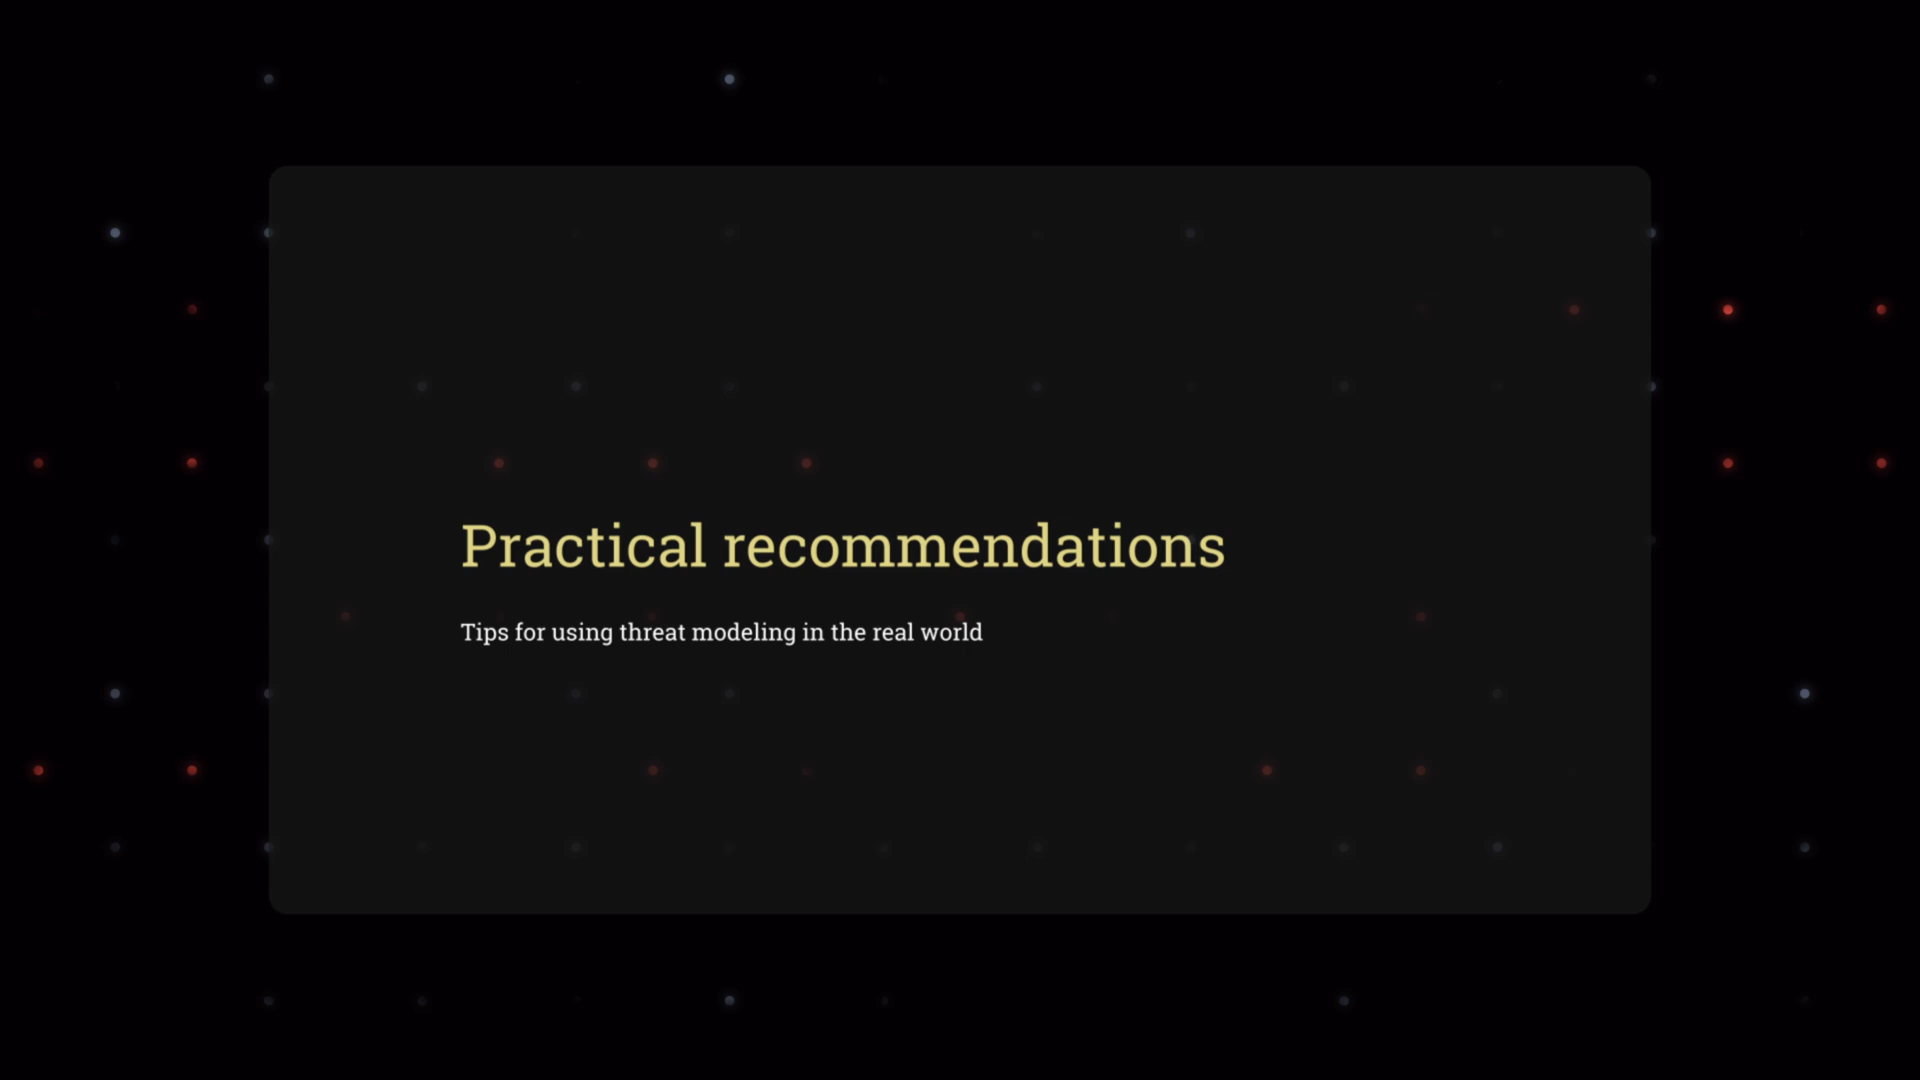 Practical recommendations
Tips for using threat modeling in the real world